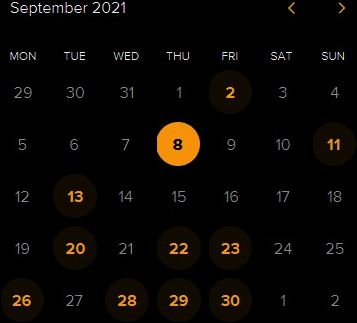 September 2021
MON TUE WED THU FRI SAT SUN
29 30 31 1 2 3 4
5 6 7 8 9 10 11
12 13 14 15 16 17 18
19 20 21 22 23 24 25
26 27 28 29 30 1 2